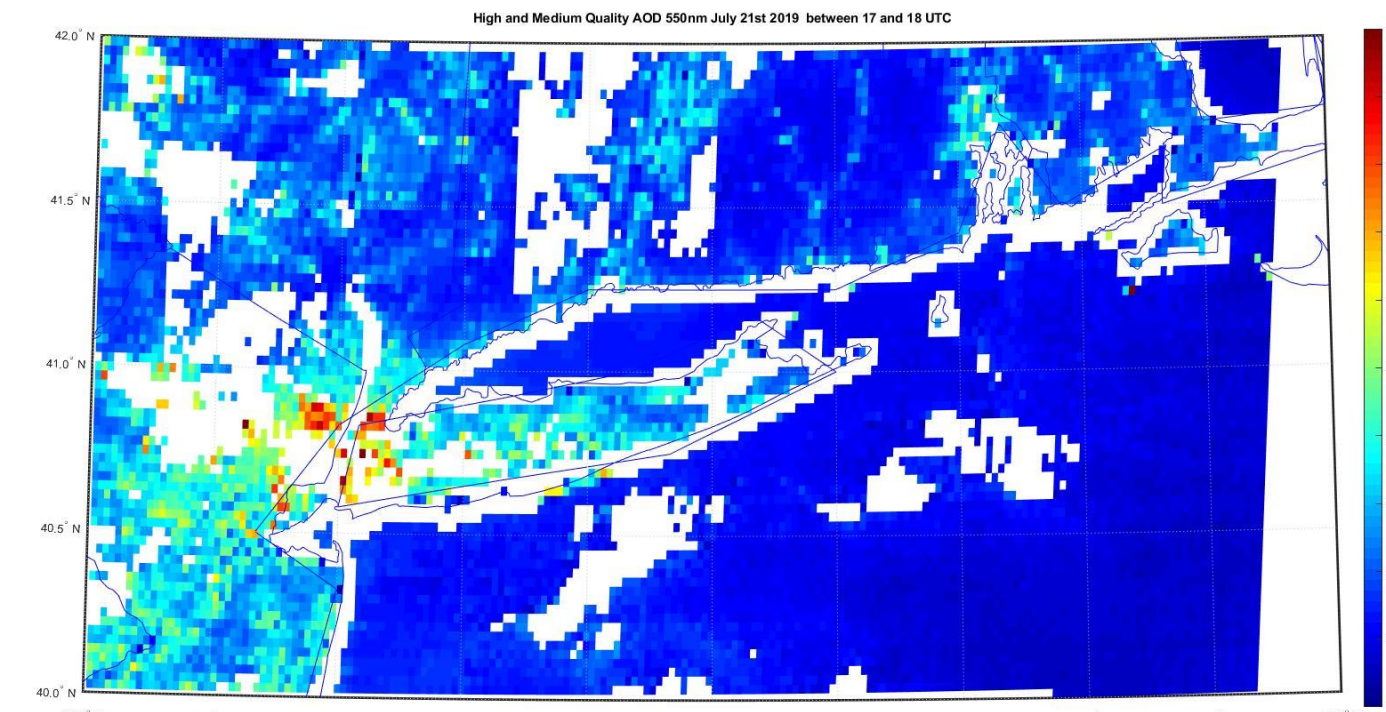 High and Medium Quality AOD 550nm July 21st 2019 between 17 and 18 UTC
42.0° N
41.5° N
41.0° N
40.5° N
40.0° N